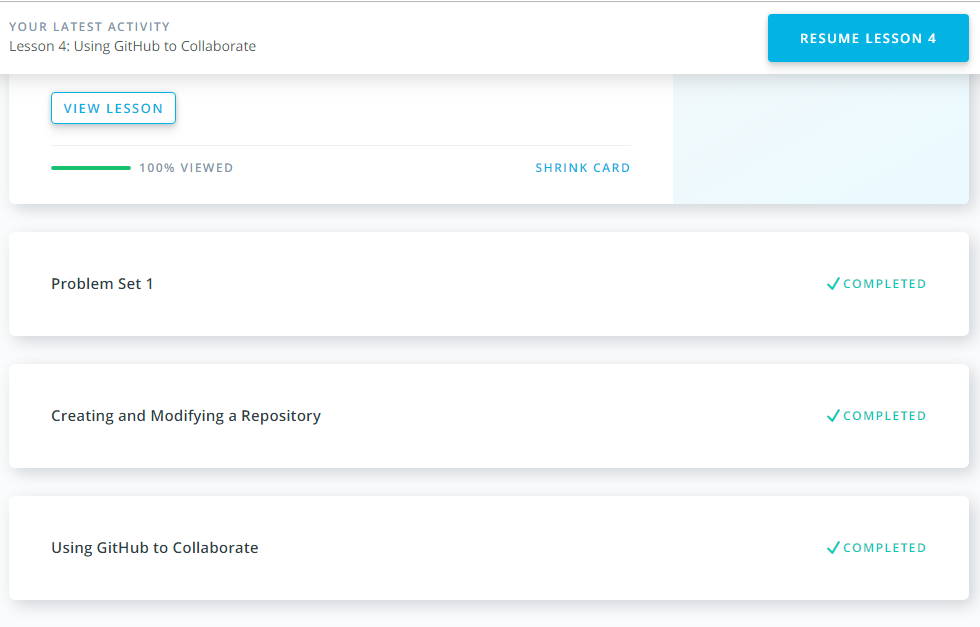 YOUR LATEST ACTIVITY
Lesson 4: Using GitHub to Collaborate
RESUME LESSON 4
VIEW LESSON
100% VIEWED
SHRINK CARD
Problem Set 1
COMPLETED
Creating and Modifying a Repository
COMPLETED
Using GitHub to Collaborate
COMPLETED